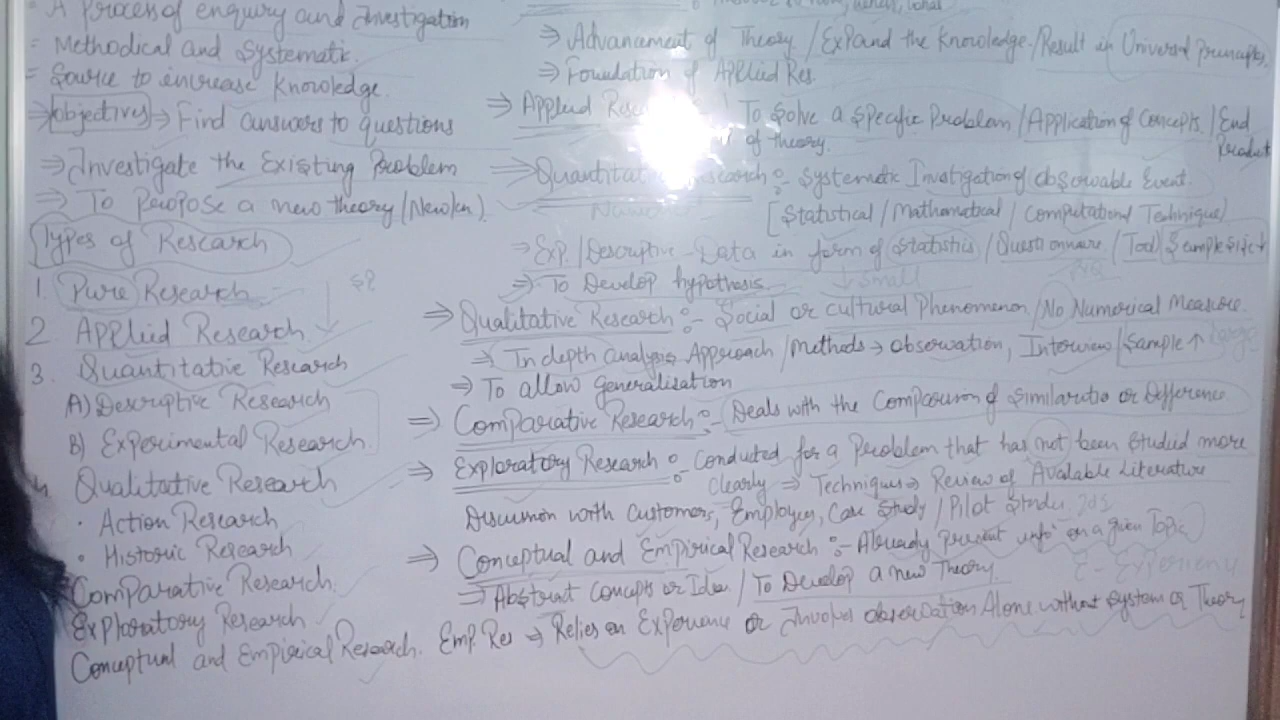 = A Process of enquiry and Investigation
= Methodical and Systematic.
= Source to increase knowledge.
⇒ Objectives ⇒ Find answers to questions
⇒ Investigate the Existing Problem
⇒ To Propose a new theory/(New kn)
Types of Research
1. Pure Research
2. Applied Research
3. Quantitative Research
A) Descriptive Research
B) Experimental Research
Qualitative Research
• Action Research
• Historic Research
Comparative Research
Exploratory Research
Conceptual and Empirical Research.
⇒ Advancement of Theory / Expand the Knowledge / Result in Universal principles.
⇒ Foundation of Applied Res.
⇒ Applied To Solve a Specific Problem / Application of Concepts / End Product
of theory.
⇒ Quantitat search :- Systematic Investigation of observable Event.
[Statistical / Mathematical / Computational Technique)
⇒ Exp. / Descriptive - Data in form of Statistics / Questionnaire / Tool Sample
⇒ To Develop hypothesis. ↓ small
⇒ Qualitative Research :- Social or cultural Phenomenon / No Numerical Measure.
⇒ In depth analysis Approach / Methods → observation, Interview / Sample ↑ large
⇒ To allow Generalisation
⇒ Comparative Research :- Deals with the Comparison of Similarities or Difference.
⇒ Exploratory Research :- Conducted for a Problem that has not been Studied more
clearly ⇒ Techniques → Review of Available Literature
Discussion with Customers, Employees, Case Study / Pilot Studies
⇒ Conceptual and Empirical Research :- Already Present info on a given Topic
⇒ Abstract Concepts or Idea / To Develop a new Theory.
Emp. Res → Relies on Experience or Involves observation Alone without System or Theory